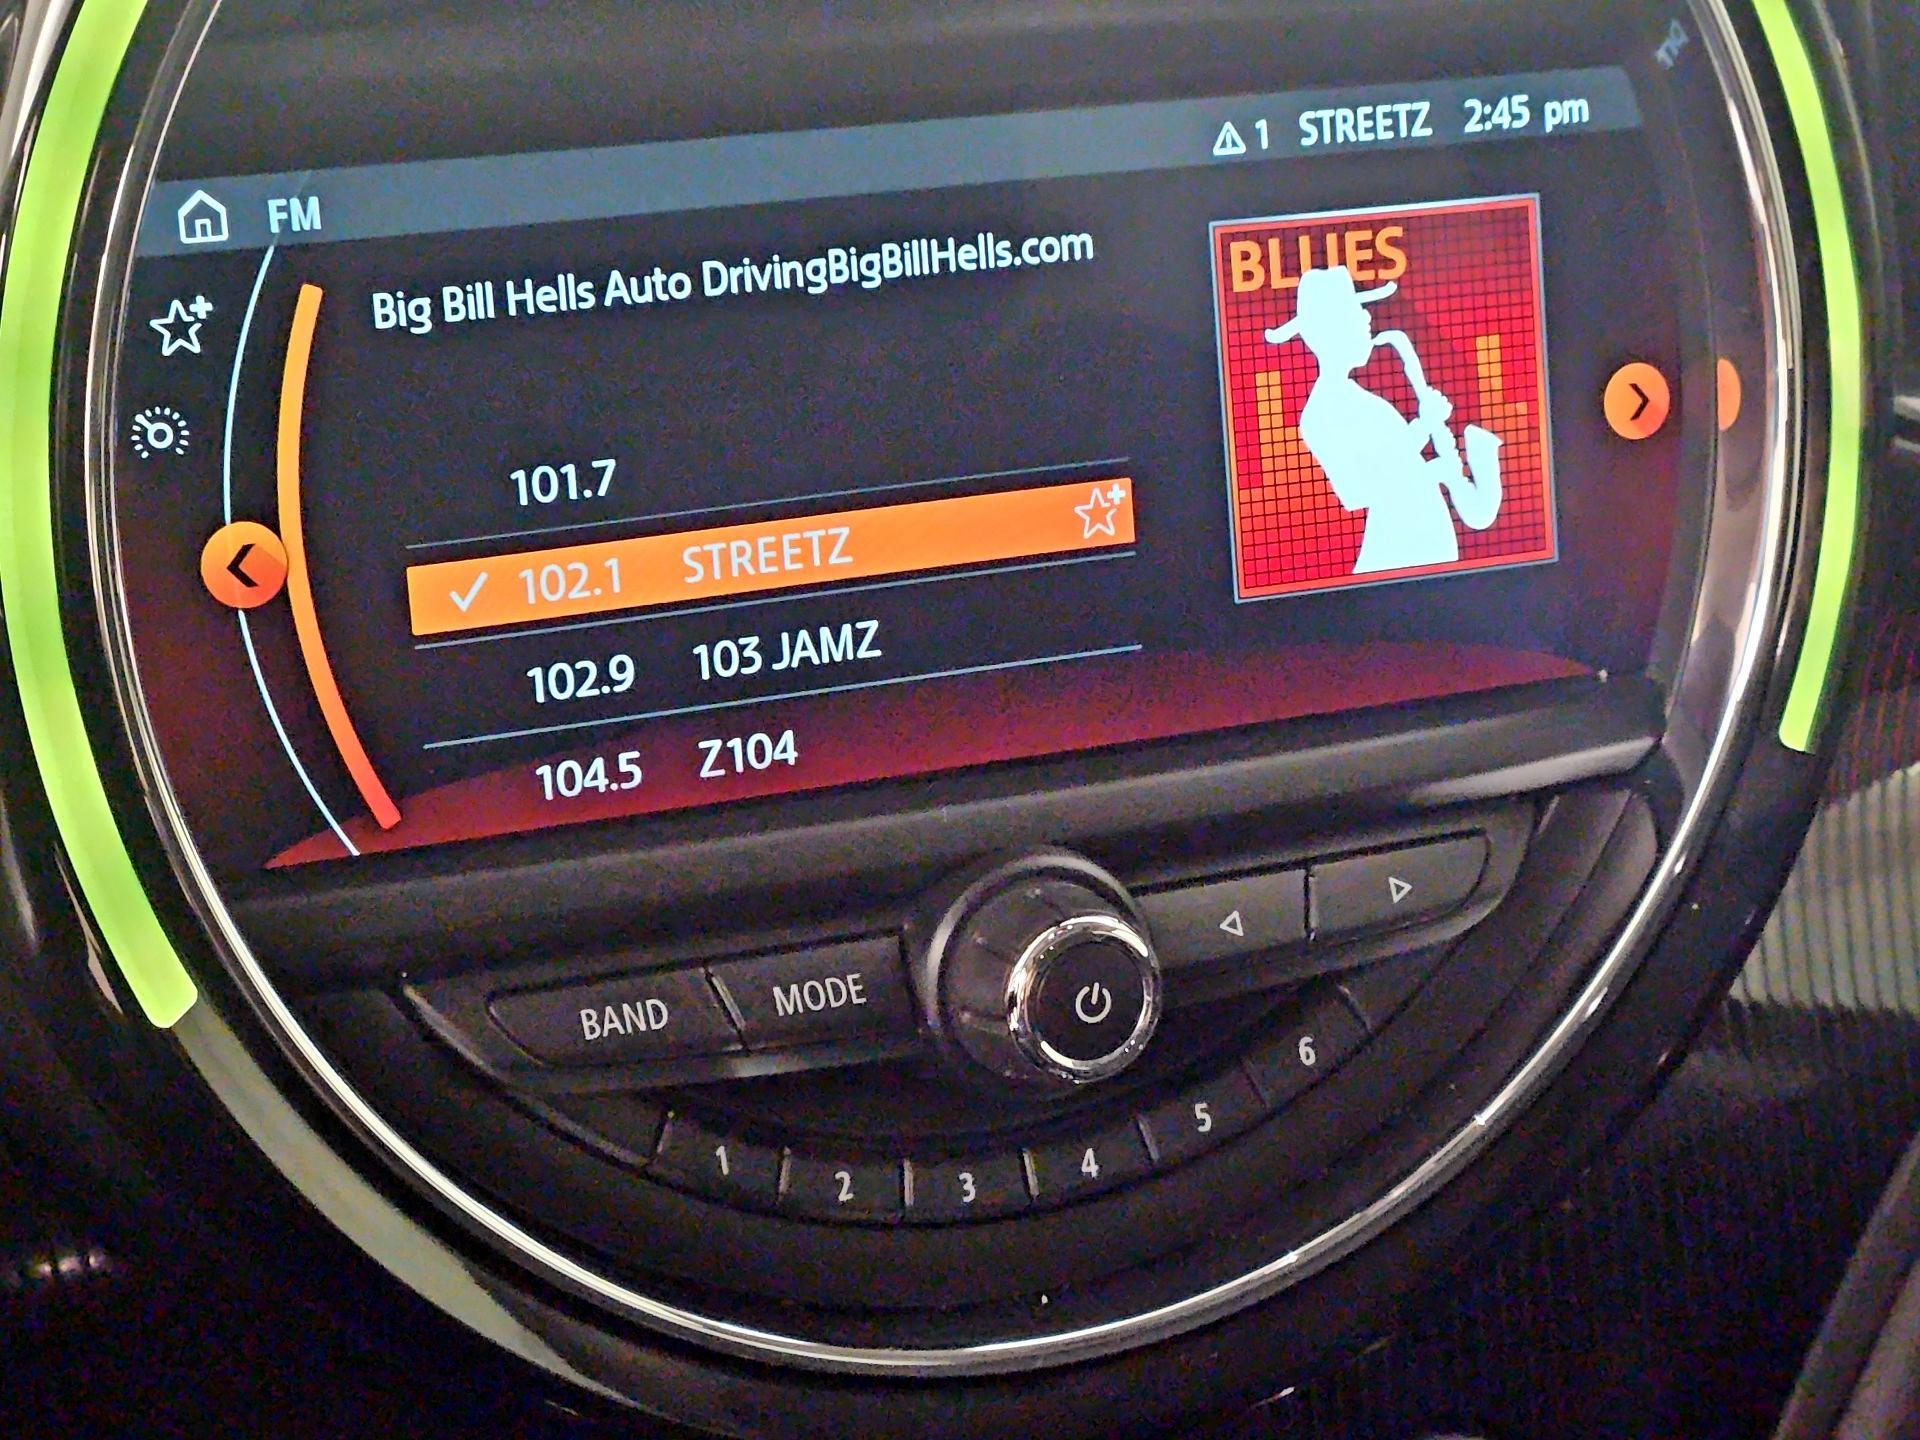 1 STREETZ 2:45 pm
FM
Big Bill Hells Auto DrivingBigBillHells.com
BLUES
101.7
102.1 STREETZ
102.9 103 JAMZ
104.5 Z104
BAND MODE
1 2 3 4 5 6